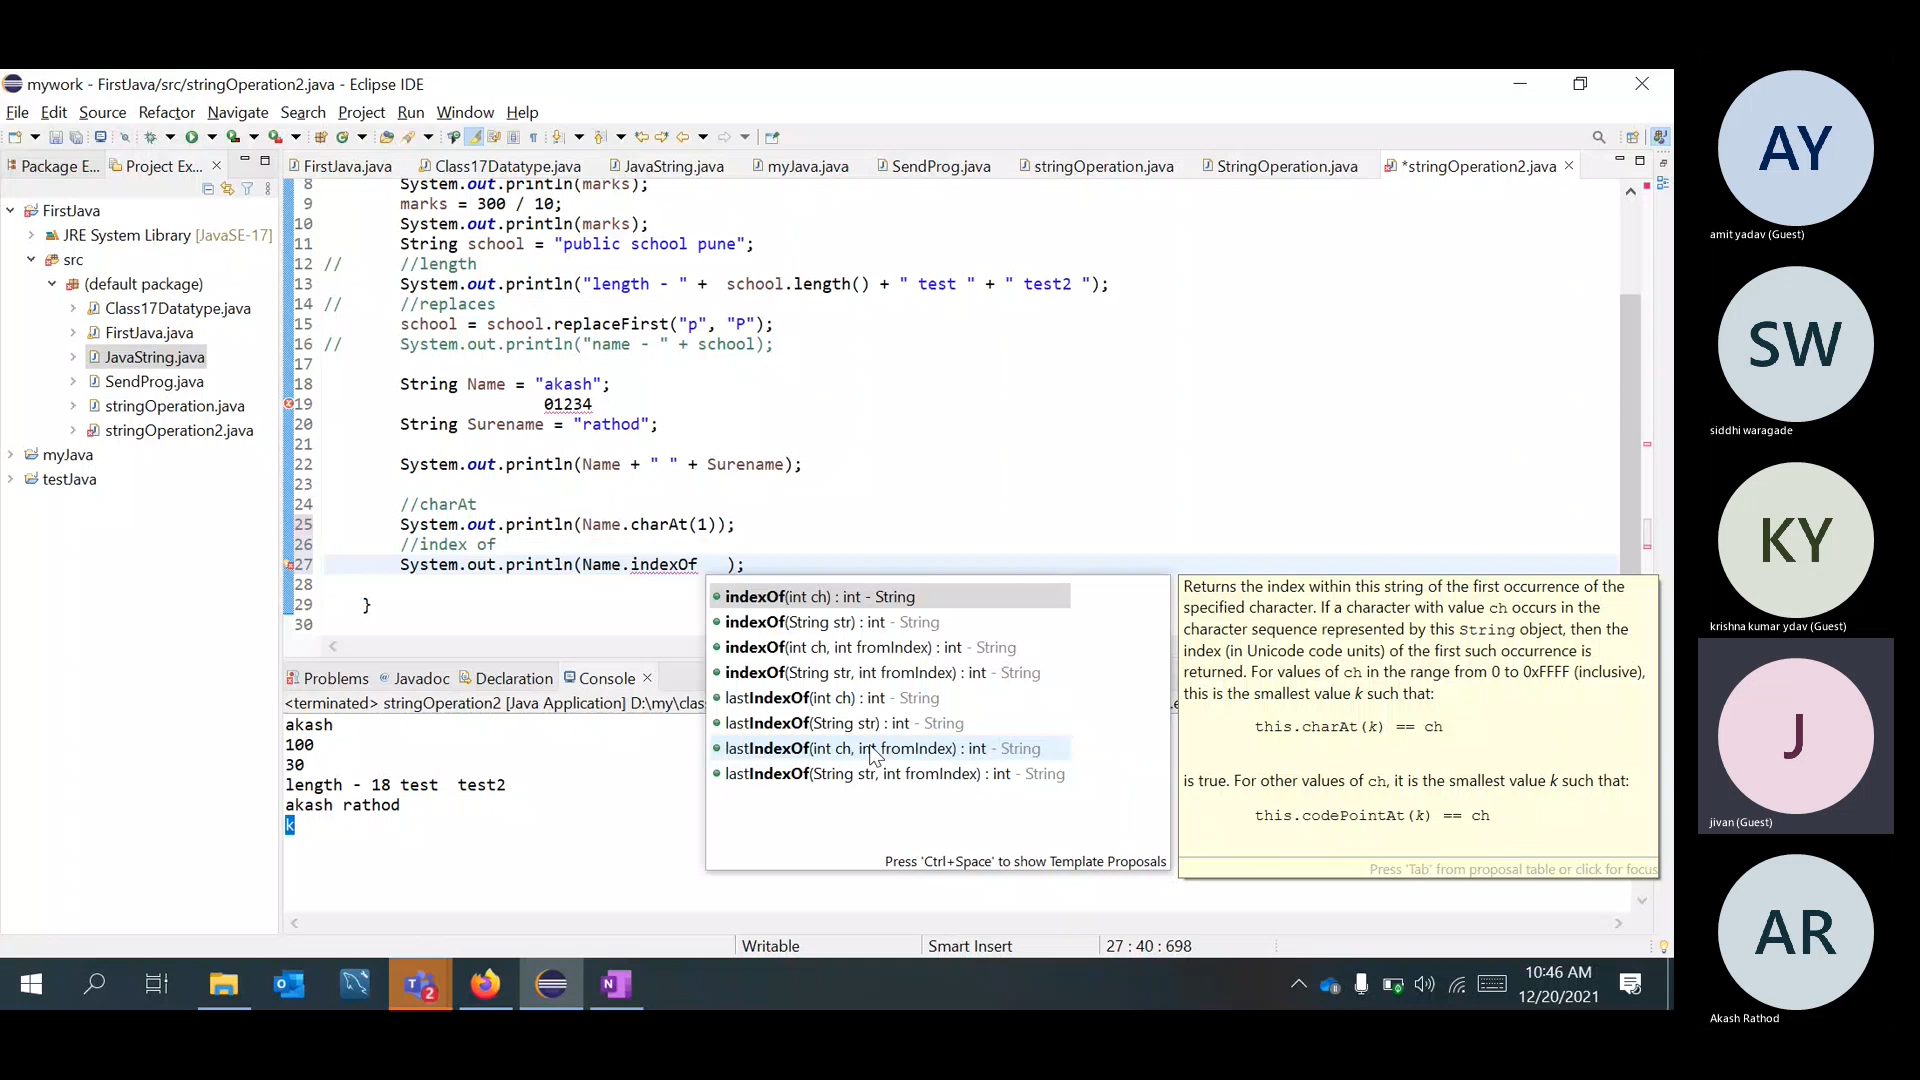 mywork - FirstJava/src/stringOperation2.java - Eclipse IDE
File Edit Source Refactor Navigate Search Project Run Window Help
Package E... Project Ex...
FirstJava.java Class17Datatype.java JavaString.java myJava.java SendProg.java stringOperation.java StringOperation.java *stringOperation2.java
FirstJava
JRE System Library [JavaSE-17]
src
(default package)
Class17Datatype.java
FirstJava.java
JavaString.java
SendProg.java
stringOperation.java
stringOperation2.java
myJava
testJava
8 System.out.println(marks);
9 marks = 300 / 10;
10 System.out.println(marks);
11 String school = "public school pune";
12 // //length
13 System.out.println("length - " +  school.length() + " test " + " test2 ");
14 // //replaces
15 school = school.replaceFirst("p", "P");
16 // System.out.println("name - " + school);
17
18 String Name = "akash";
19 01234
20 String Surename = "rathod";
21
22 System.out.println(Name + " " + Surename);
23
24 //charAt
25 System.out.println(Name.charAt(1));
26 //index of
27 System.out.println(Name.indexOf   );
28
29 }
30
indexOf(int ch) : int - String
indexOf(String str) : int - String
indexOf(int ch, int fromIndex) : int - String
indexOf(String str, int fromIndex) : int - String
lastIndexOf(int ch) : int - String
lastIndexOf(String str) : int - String
lastIndexOf(int ch, int fromIndex) : int - String
lastIndexOf(String str, int fromIndex) : int - String
Press 'Ctrl+Space' to show Template Proposals
Returns the index within this string of the first occurrence of the
specified character. If a character with value ch occurs in the
character sequence represented by this String object, then the
index (in Unicode code units) of the first such occurrence is
returned. For values of ch in the range from 0 to 0xFFFF (inclusive),
this is the smallest value k such that:
this.charAt(k) == ch
is true. For other values of ch, it is the smallest value k such that:
this.codePointAt(k) == ch
Press 'Tab' from proposal table or click for focus
Problems Javadoc Declaration Console
<terminated> stringOperation2 [Java Application] D:\my\clas
akash
100
30
length - 18 test  test2
akash rathod
k
Writable Smart Insert 27 : 40 : 698
2
10:46 AM
12/20/2021
AY
amit yadav (Guest)
SW
siddhi waragade
KY
krishna kumar ydav (Guest)
J
jivan (Guest)
AR
Akash Rathod